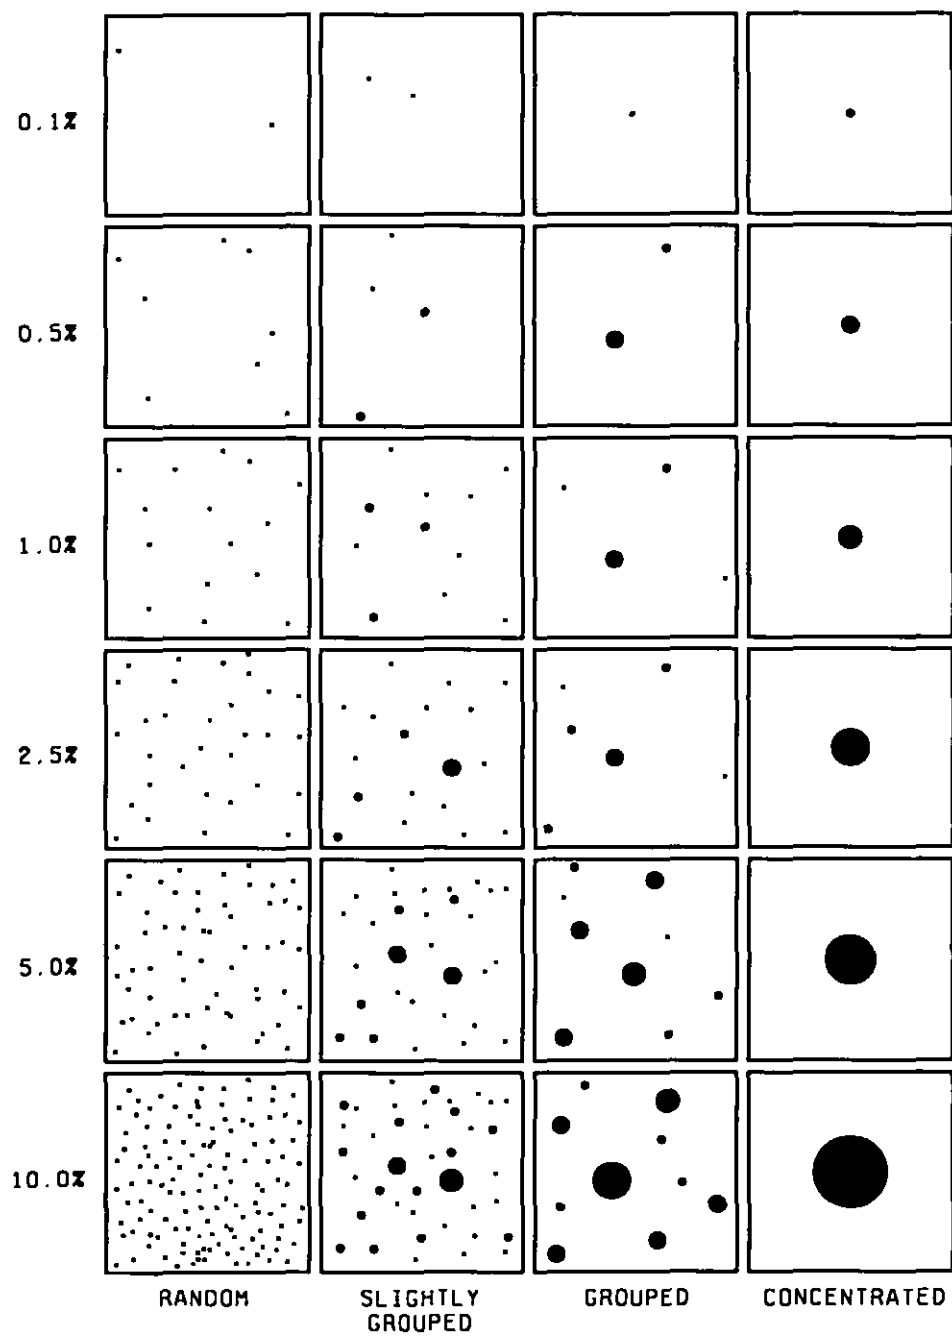 0.1%
0.5%
1.0%
2.5%
5.0%
10.0%
RANDOM
SLIGHTLY
GROUPED
GROUPED
CONCENTRATED